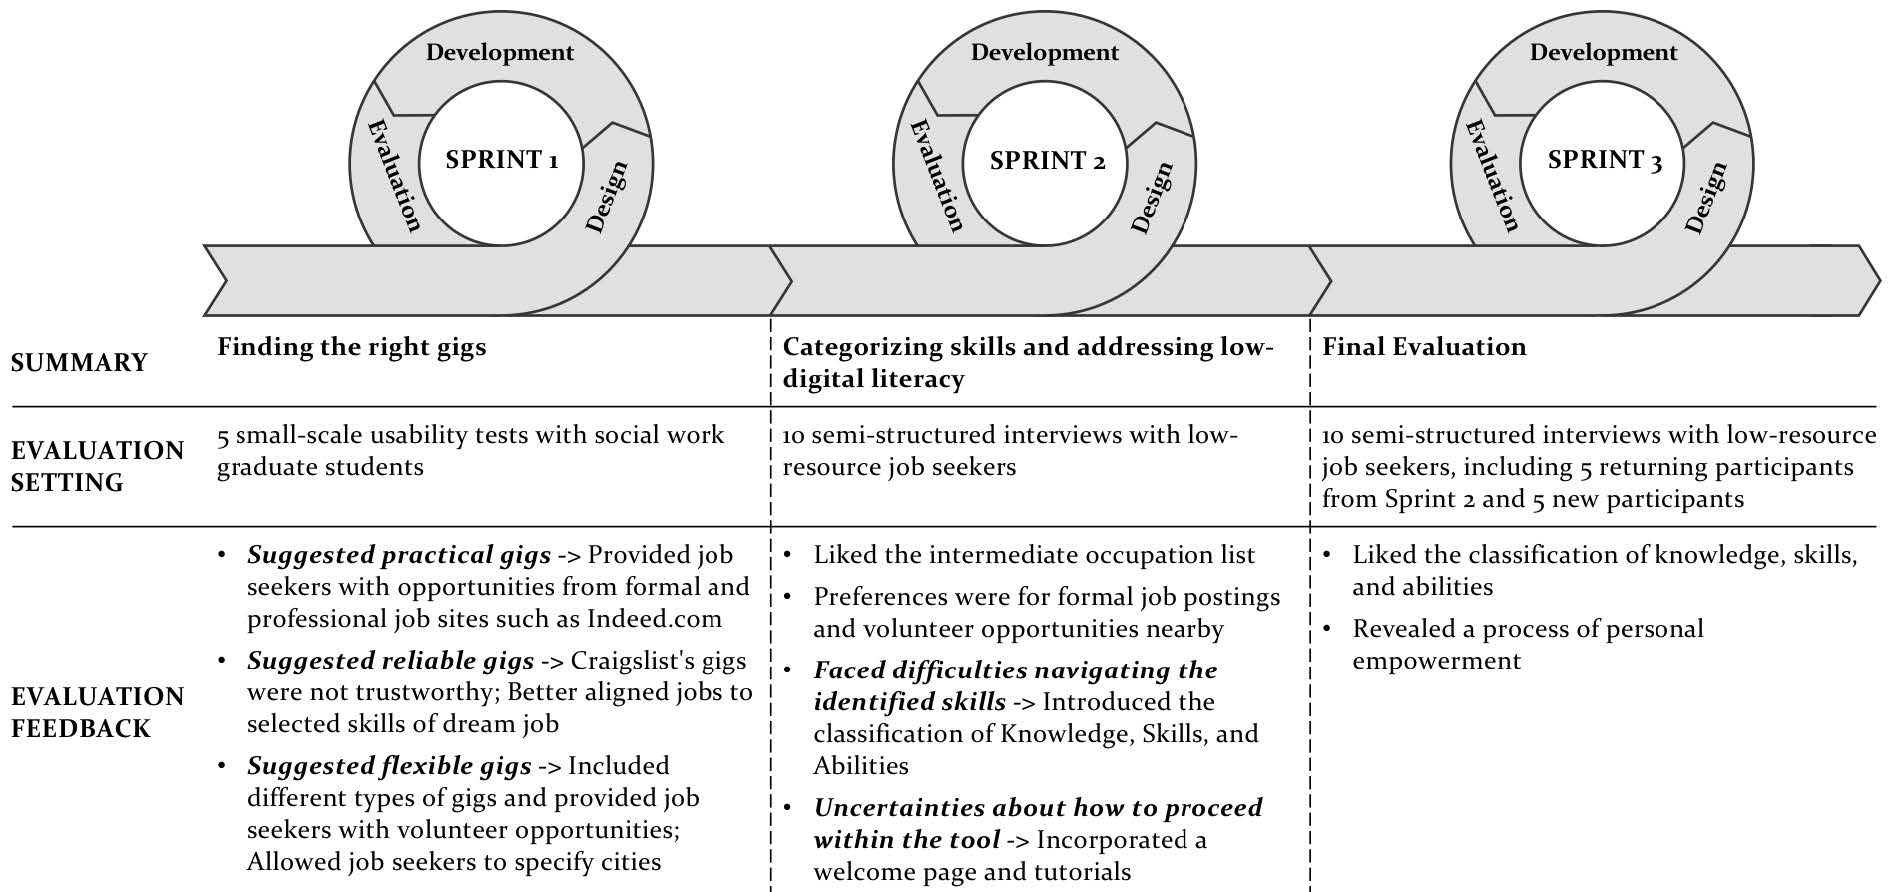 Development
Evaluation
SPRINT 1
Design
Development
Evaluation
SPRINT 2
Design
Development
Evaluation
SPRINT 3
Design
SUMMARY
Finding the right gigs
Categorizing skills and addressing low-
digital literacy
Final Evaluation
EVALUATION
SETTING
5 small-scale usability tests with social work
graduate students
10 semi-structured interviews with low-
resource job seekers
10 semi-structured interviews with low-resource
job seekers, including 5 returning participants
from Sprint 2 and 5 new participants
EVALUATION
FEEDBACK
• Suggested practical gigs -> Provided job
seekers with opportunities from formal and
professional job sites such as Indeed.com
• Suggested reliable gigs -> Craigslist's gigs
were not trustworthy; Better aligned jobs to
selected skills of dream job
• Suggested flexible gigs -> Included
different types of gigs and provided job
seekers with volunteer opportunities;
Allowed job seekers to specify cities
• Liked the intermediate occupation list
• Preferences were for formal job postings
and volunteer opportunities nearby
• Faced difficulties navigating the
identified skills -> Introduced the
classification of Knowledge, Skills, and
Abilities
• Uncertainties about how to proceed
within the tool -> Incorporated a
welcome page and tutorials
• Liked the classification of knowledge, skills,
and abilities
• Revealed a process of personal
empowerment